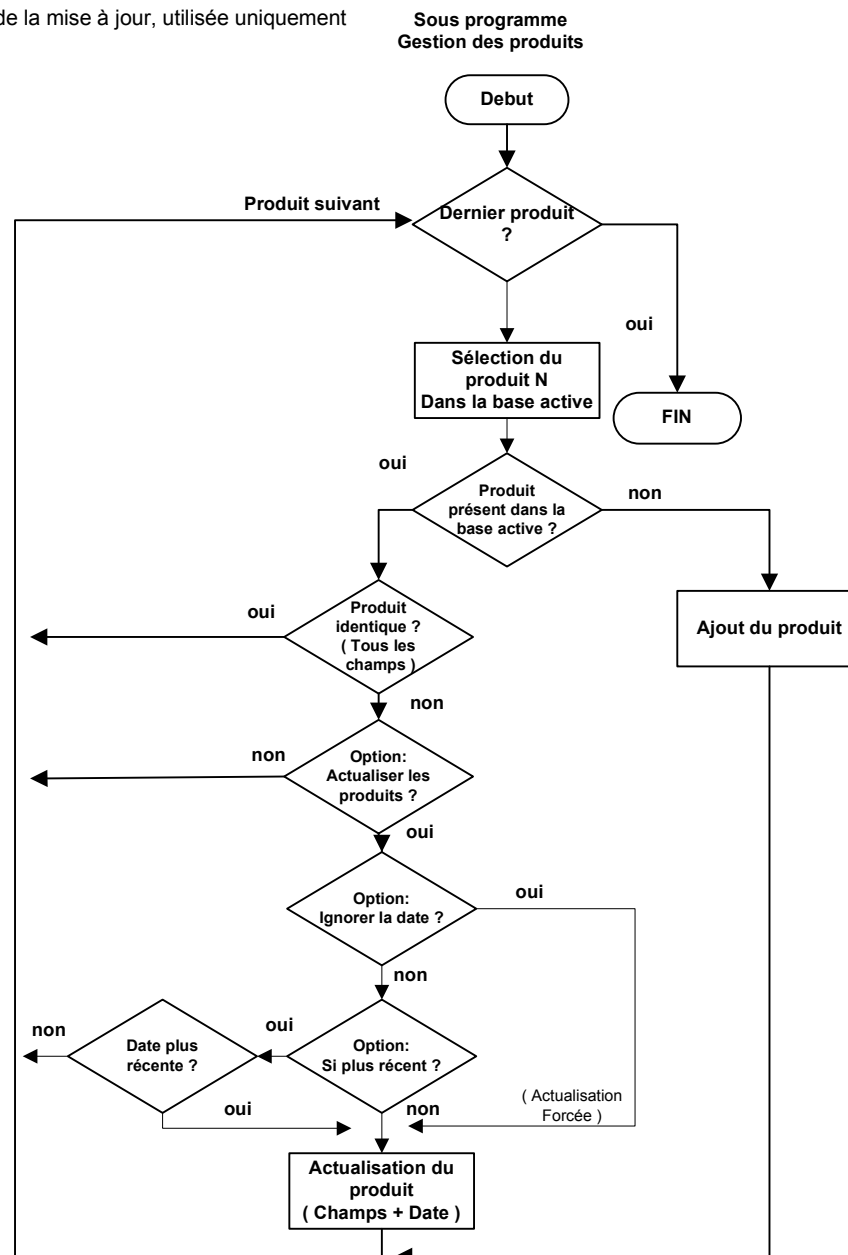 de la mise à jour, utilisée uniquement
Sous programme
Gestion des produits
Debut
Produit suivant
Dernier produit
?
oui
Sélection du
produit N
Dans la base active
FIN
oui
Produit
présent dans la
base active ?
non
oui
Produit
identique ?
( Tous les
champs )
Ajout du produit
non
non
Option:
Actualiser les
produits ?
oui
Option:
Ignorer la date ?
oui
non
non
Date plus
récente ?
oui
Option:
Si plus récent ?
oui
non
( Actualisation
Forcée )
Actualisation du
produit
( Champs + Date )